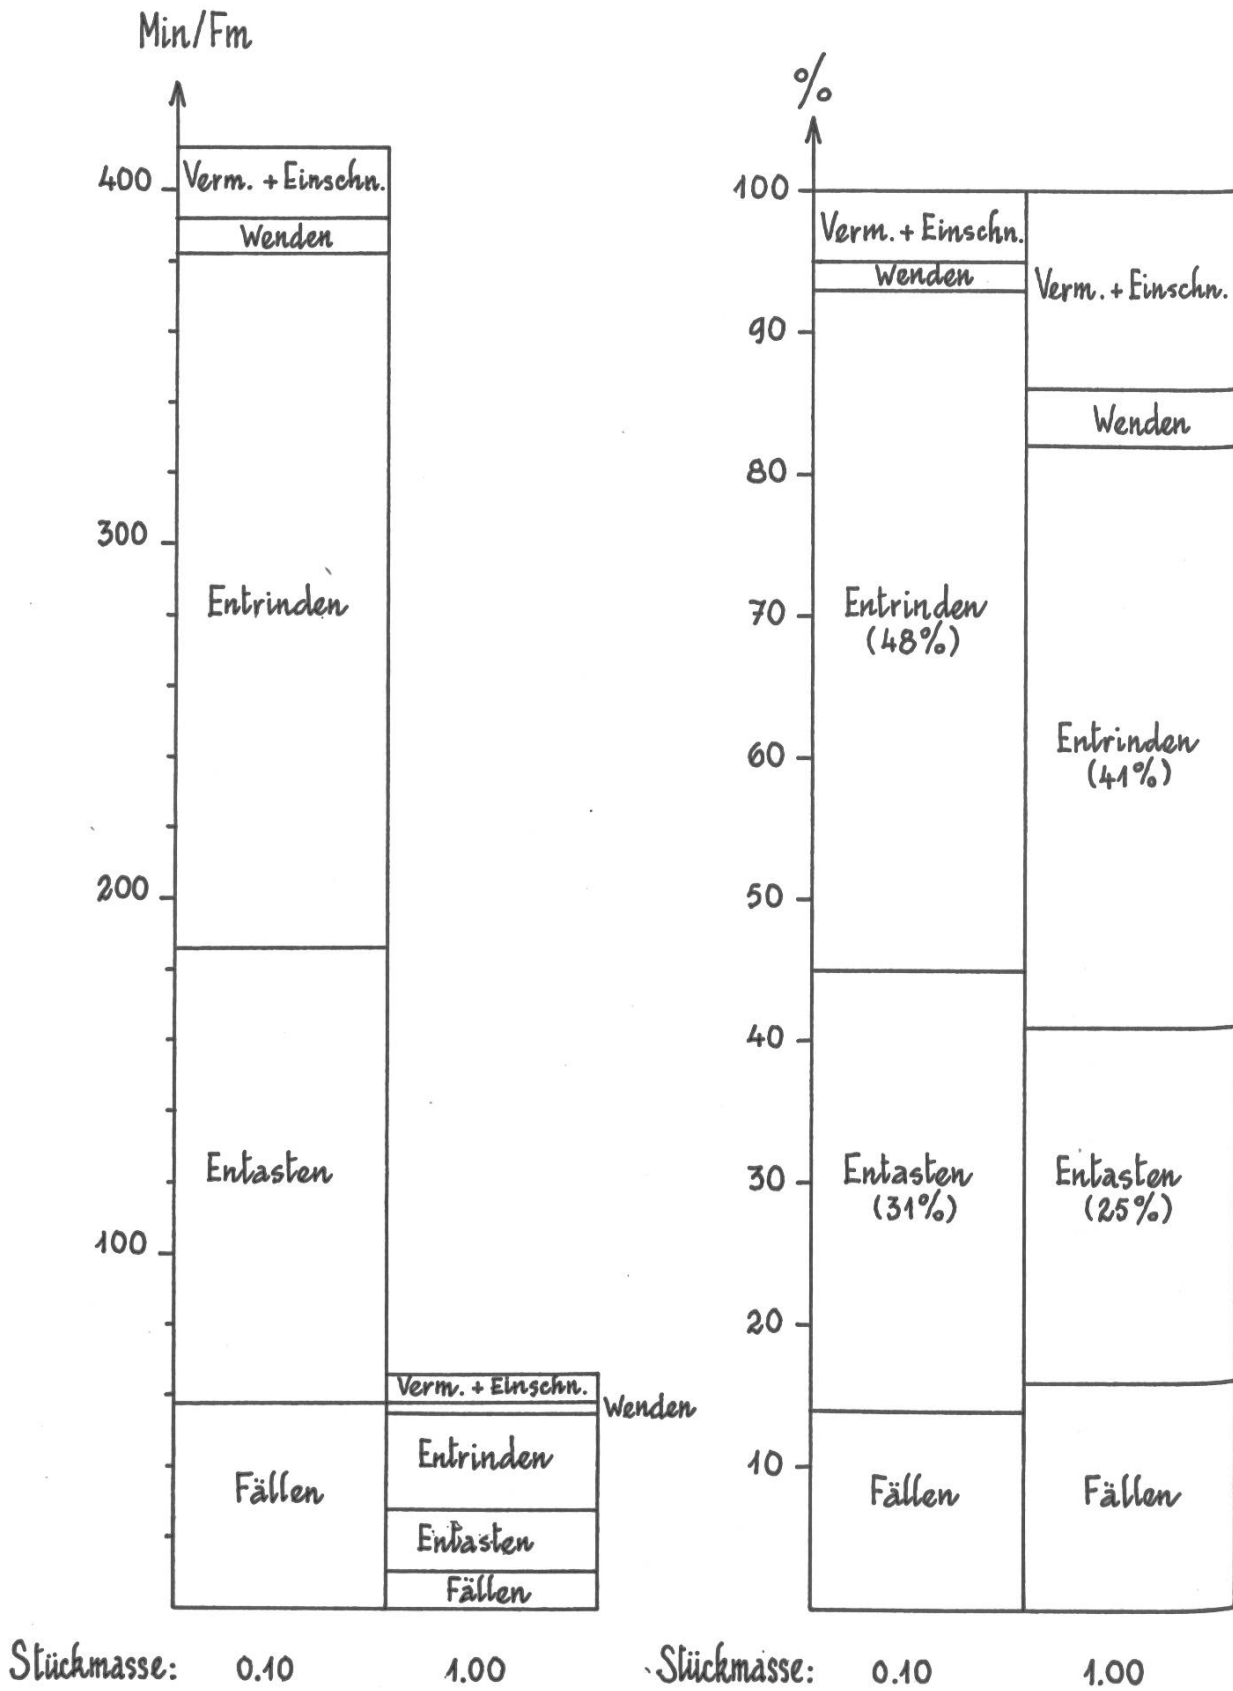 Min/Fm
400
Verm. + Einschn.
Wenden
300
Entrinden
200
Entasten
100
Verm. + Einschn.
Wenden
Entrinden
Entasten
Fällen
Fällen
Stückmasse: 0.10 1.00
%
100
Verm. + Einschn.
Wenden
Verm. + Einschn.
90
Wenden
80
70
Entrinden
(48%)
60
Entrinden
(41%)
50
40
30
Entasten
(31%)
Entasten
(25%)
20
10
Fällen
Fällen
Stückmasse: 0.10 1.00